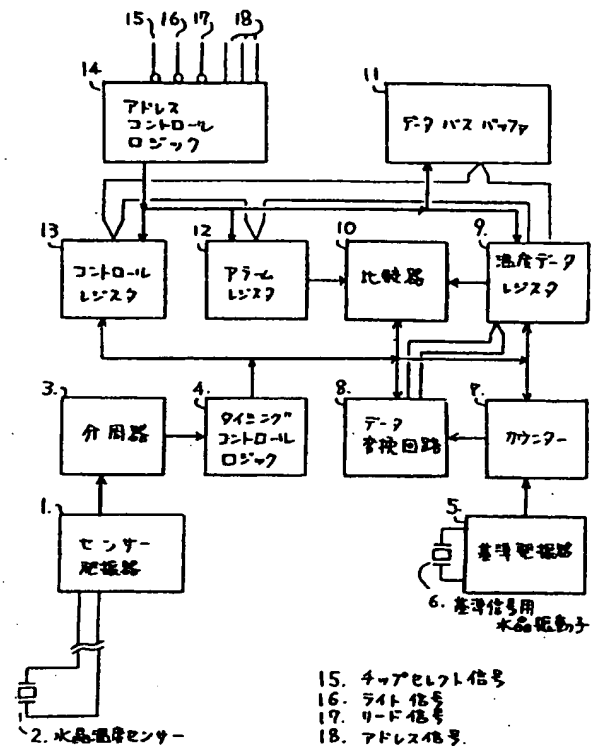 15 16 17 18
14
アドレス
コントロール
ロジック
11
データ バス バッファ
13
コントロール
レジスタ
12
アラーム
レジスタ
10
比較器
9.
温度データ
レジスタ
3.
分周器
4.
タイミング
コントロール
ロジック
8.
データ
変換回路
7.
カウンター
1.
センサー
発振器
5.
基準発振器
6. 基準信号用
水晶振動子
2. 水晶温度センサー
15. チップセレクト信号
16. ライト信号
17. リード信号
18. アドレス信号.